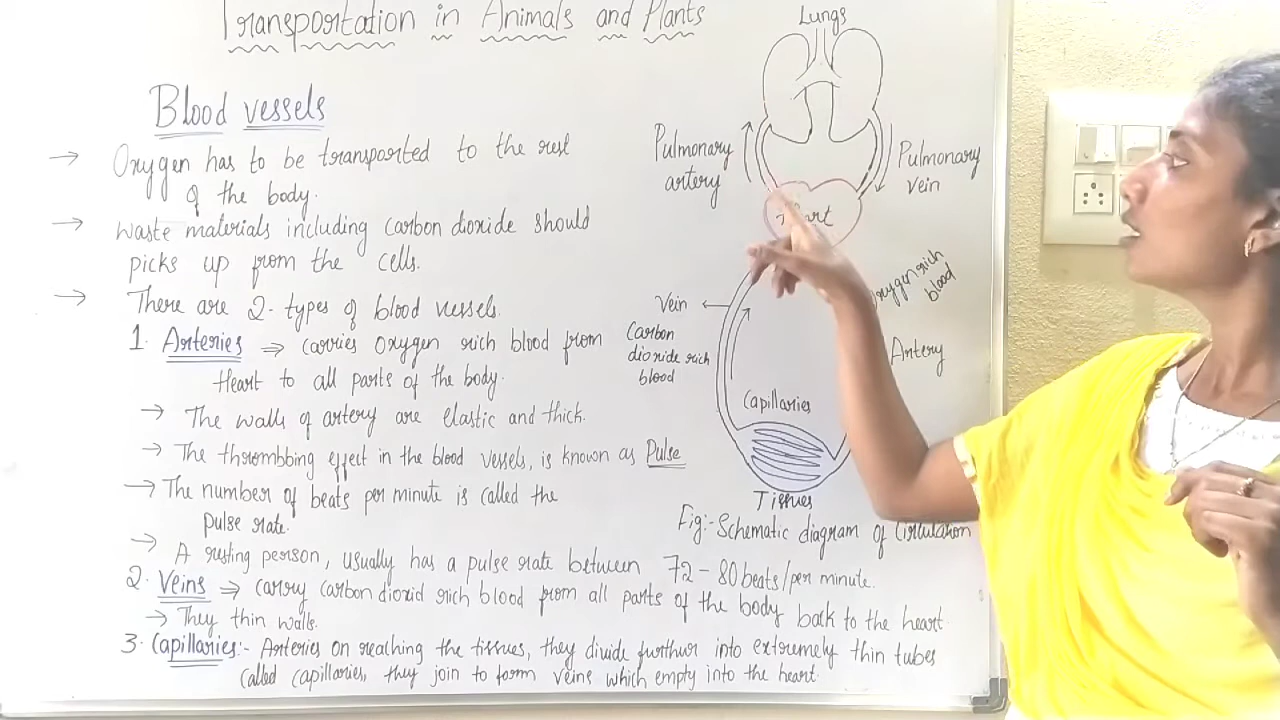 Transportation in Animals and Plants
Blood vessels
→ Oxygen has to be transported to the rest
of the body.
→ waste materials including carbon dioxide should
picks up from the cells.
→ There are 2- types of blood vessels.
1. Arteries ⇒ carries oxygen rich blood from
Heart to all parts of the body.
→ The walls of artery are elastic and thick.
→ The thrombbing effect in the blood vessels, is known as Pulse
→ The number of beats per minute is called the
pulse rate.
→ A resting person, usually has a pulse rate between 72-80 beats/per minute.
2. Veins ⇒ carry carbon dioxid rich blood from all parts of the body back to the heart.
→ They thin walls.
3. Capillaries:- Arteries on reaching the tissues, they divide further into extremely thin tubes
called capillaries, they join to form veins which empty into the heart.
Lungs
Pulmonary
artery
Pulmonary
vein
Vein
Carbon
dioxide rich
blood
Oxygen rich
blood
Artery
Capillaries
Tissues
Fig:- Schematic diagram of Circulation